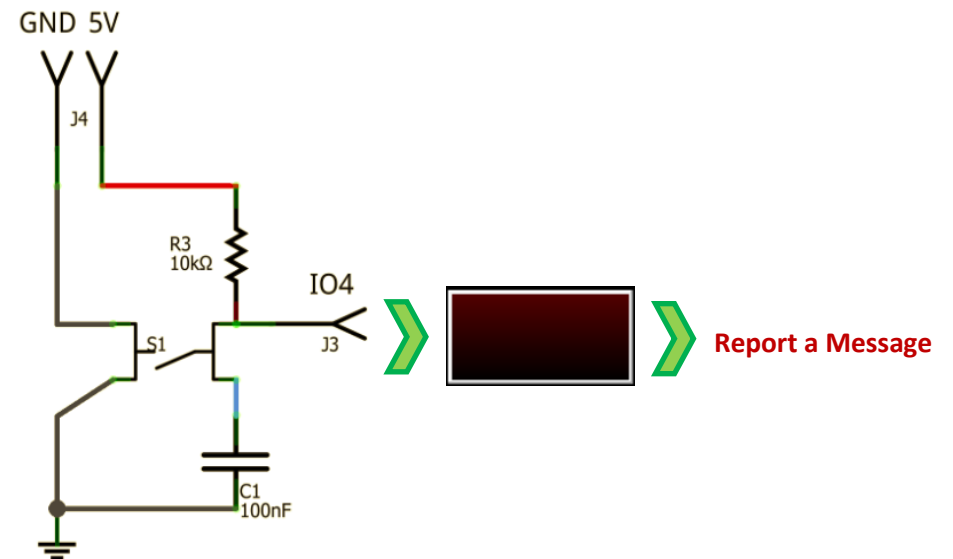 GND 5V
J4
R3
10kΩ
IO4
J3
S1
Report a Message
C1
100nF